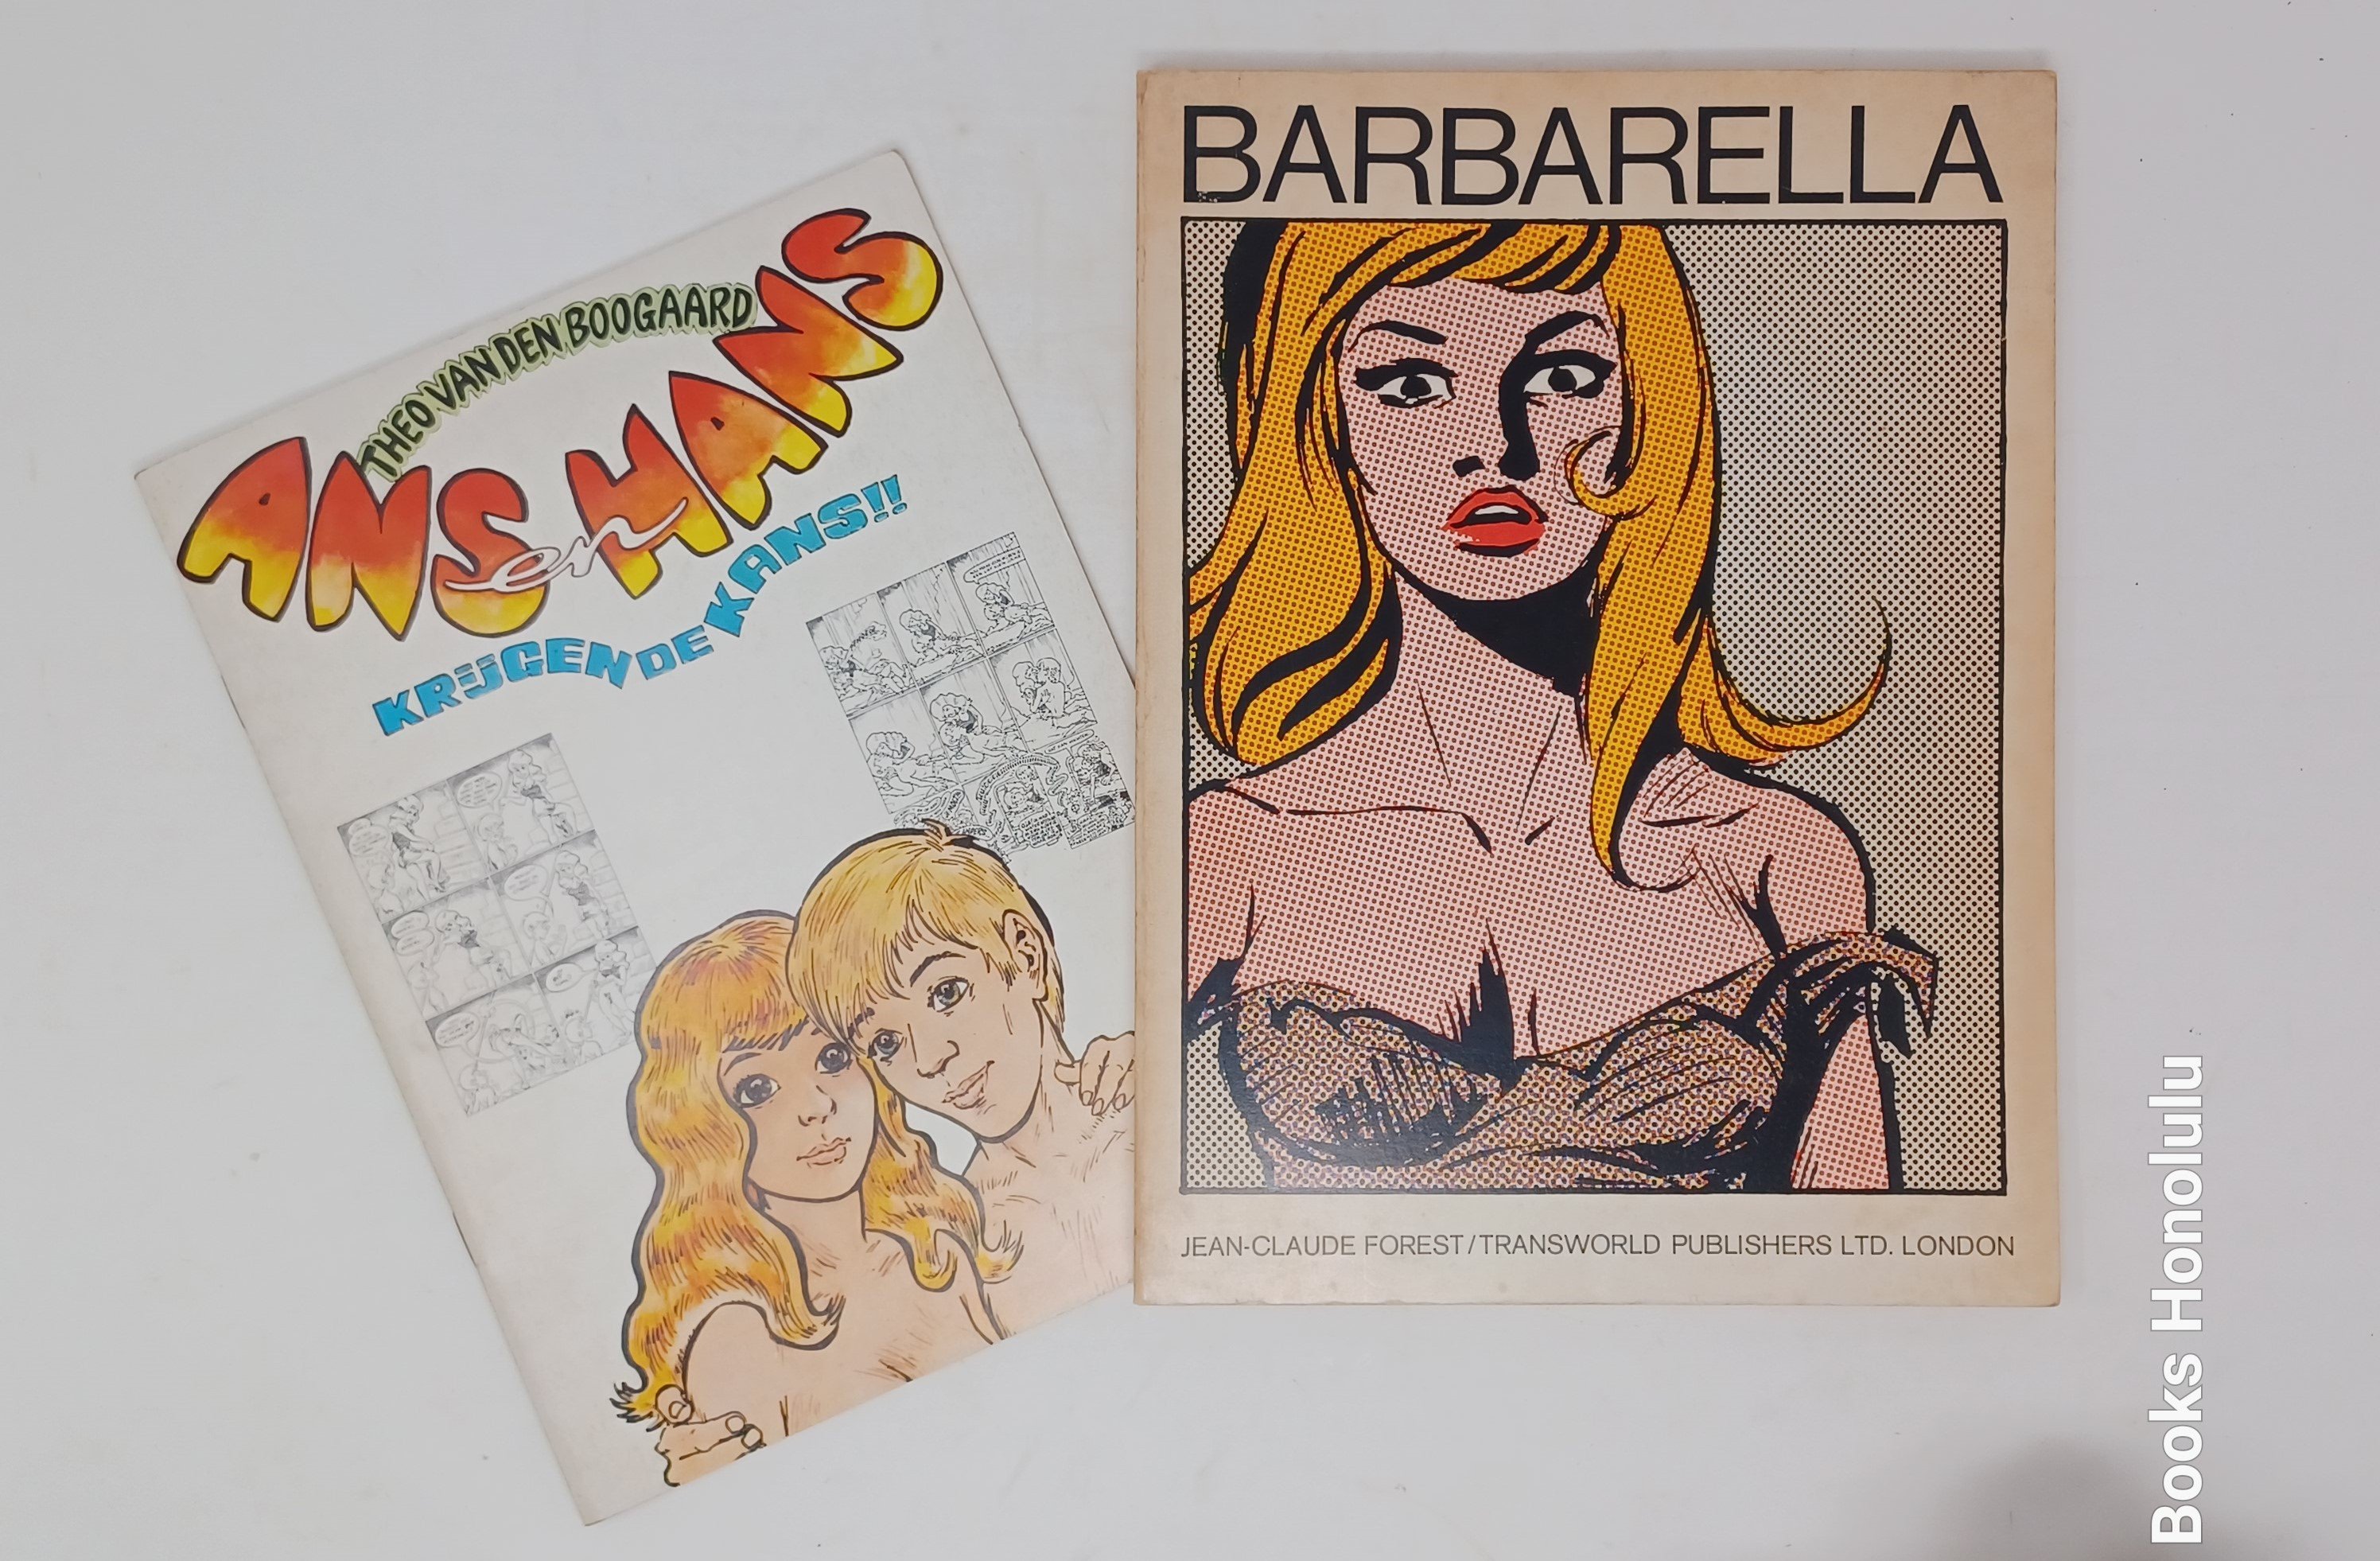 THEO VAN DEN BOOGAARD
ANS en HANS
KRIJGEN DE KANS!!
BARBARELLA
JEAN-CLAUDE FOREST/TRANSWORLD PUBLISHERS LTD. LONDON
Books Honolulu